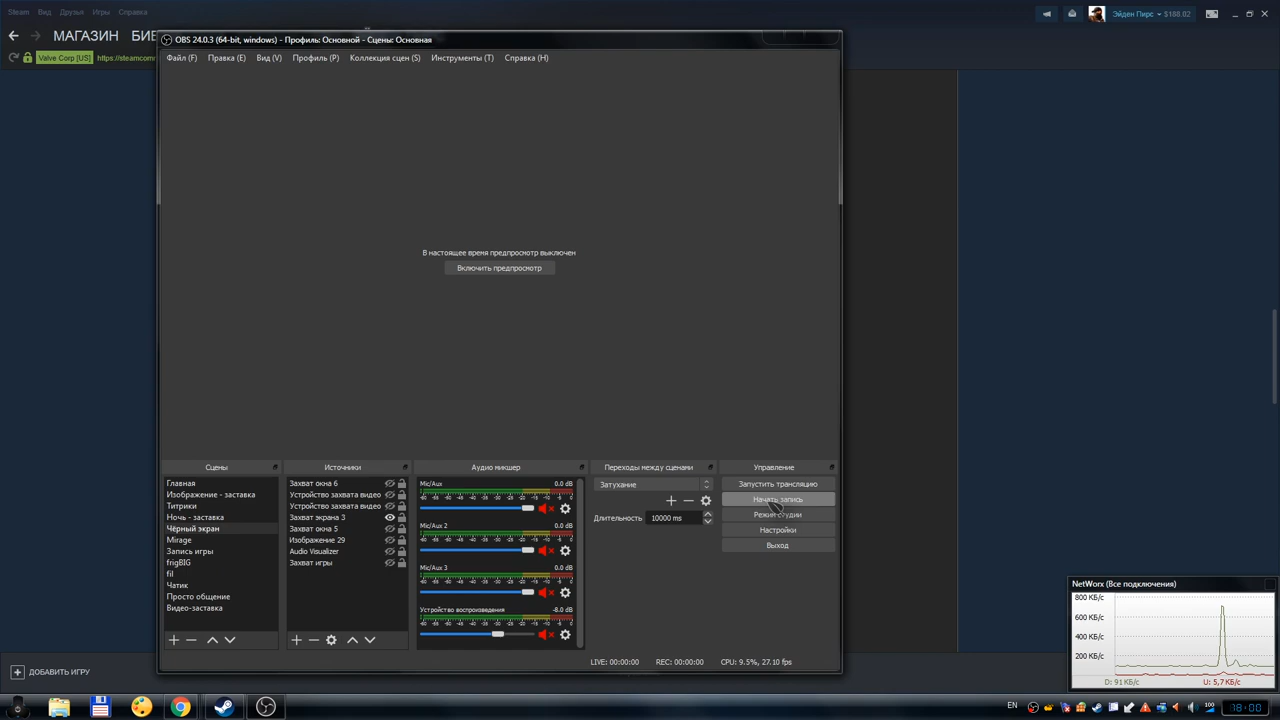 Steam Вид Друзья Игры Справка
Эйден Пирс $188.02
МАГАЗИН
Valve Corp [US] https://steamcomm
OBS 24.0.3 (64-bit, windows) - Профиль: Основной - Сцены: Основная
Файл (F) Правка (E) Вид (V) Профиль (P) Коллекция сцен (S) Инструменты (T) Справка (H)
В настоящее время предпросмотр выключен
Включить предпросмотр
Сцены
Главная
Изображение - заставка
Титрики
Ночь - заставка
Чёрный экран
Mirage
Запись игры
frigBIG
fil
Чатик
Просто общение
Видео-заставка
Источники
Захват окна 6
Устройство захвата видео
Устройство захвата видео
Захват экрана 3
Захват окна 5
Изображение 29
Audio Visualizer
Захват игры
Аудио микшер
Mic/Aux 0.0 dB
Mic/Aux 2 0.0 dB
Mic/Aux 3 0.0 dB
Устройство воспроизведения -8.0 dB
Переходы между сценами
Затухание
Длительность 10000 ms
Управление
Запустить трансляцию
Начать запись
Режим студии
Настройки
Выход
LIVE: 00:00:00 REC: 00:00:00 CPU: 9.5%, 27.10 fps
NetWorx (Все подключения)
800 КБ/с
600 КБ/с
400 КБ/с
200 КБ/с
D: 91 КБ/с U: 5,7 КБ/с
ДОБАВИТЬ ИГРУ
EN 100 18:00